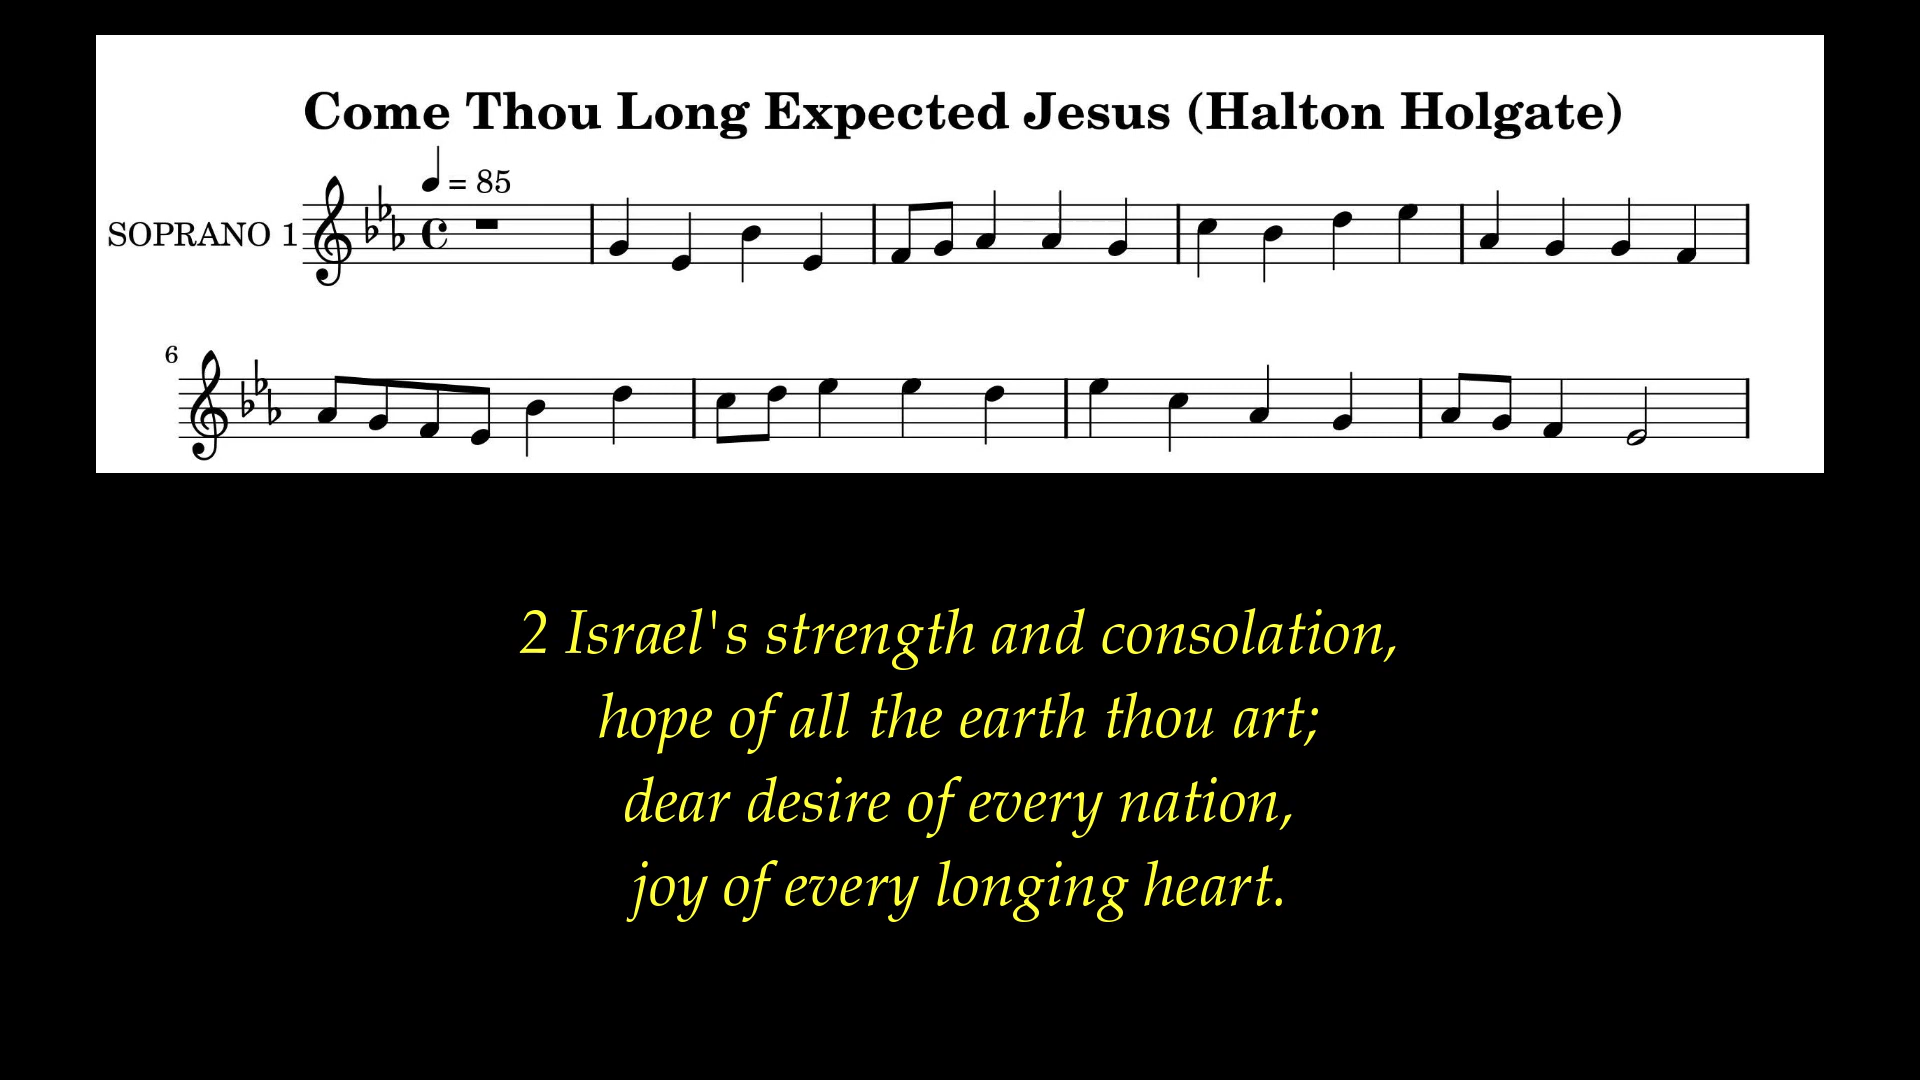 Come Thou Long Expected Jesus (Halton Holgate)
= 85
SOPRANO 1
6
2 Israel's strength and consolation,
hope of all the earth thou art;
dear desire of every nation,
joy of every longing heart.